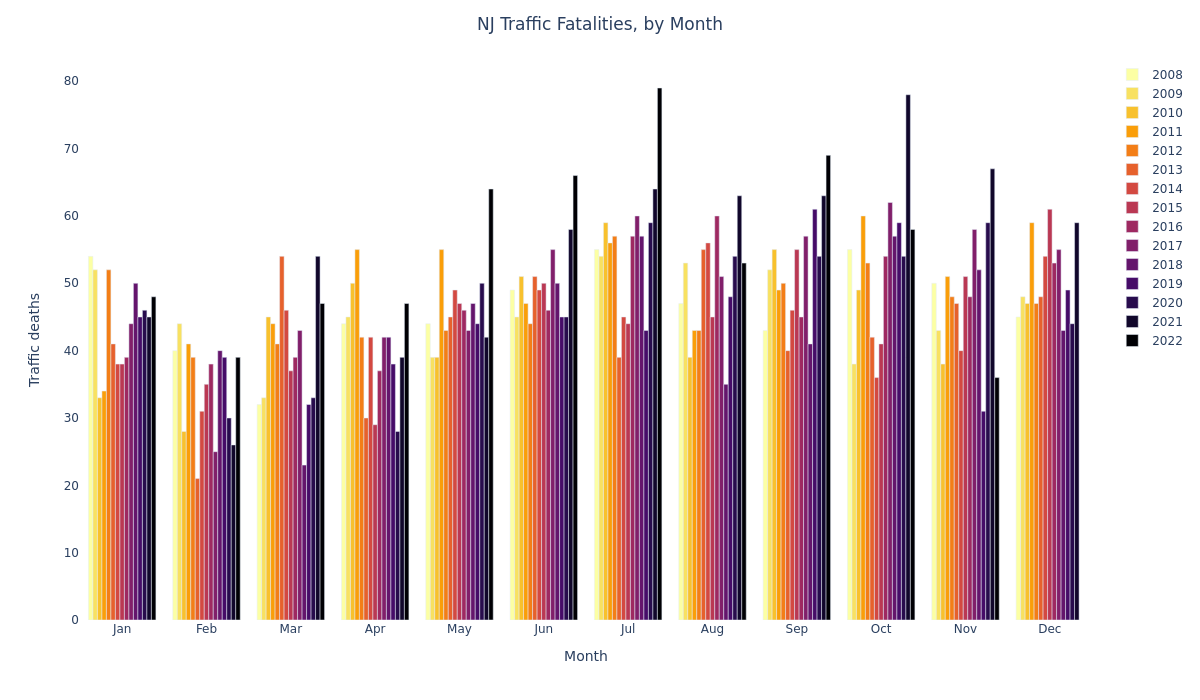 NJ Traffic Fatalities, by Month
Traffic deaths
80
70
60
50
40
30
20
10
0
Jan
Feb
Mar
Apr
May
Jun
Jul
Aug
Sep
Oct
Nov
Dec
Month
2008
2009
2010
2011
2012
2013
2014
2015
2016
2017
2018
2019
2020
2021
2022